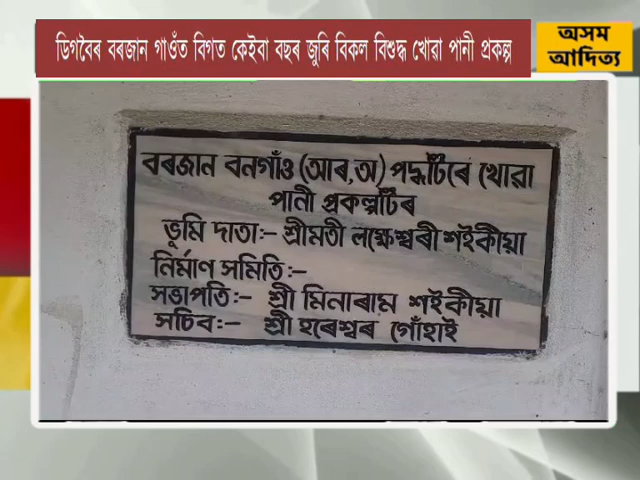 ডিগবৈৰ বৰজান গাওঁত বিগত কেইবা বছৰ জুৰি বিকল বিশুদ্ধ খোৱা পানী প্ৰকল্প
অসম
আদিত্য
বৰজান বনগাঁও (আৰ,অ) পদ্ধটিৰে খোৱা
পানী প্ৰকল্পটিৰ
ভূমি দাতা:- শ্ৰীমতী লক্ষেশ্বৰী শইকীয়া
নিৰ্মাণ সমিতি:-
সভাপতি:- শ্ৰী মিনাৰাম শইকীয়া
সচিব:- শ্ৰী হৰেশ্বৰ গোঁহাই